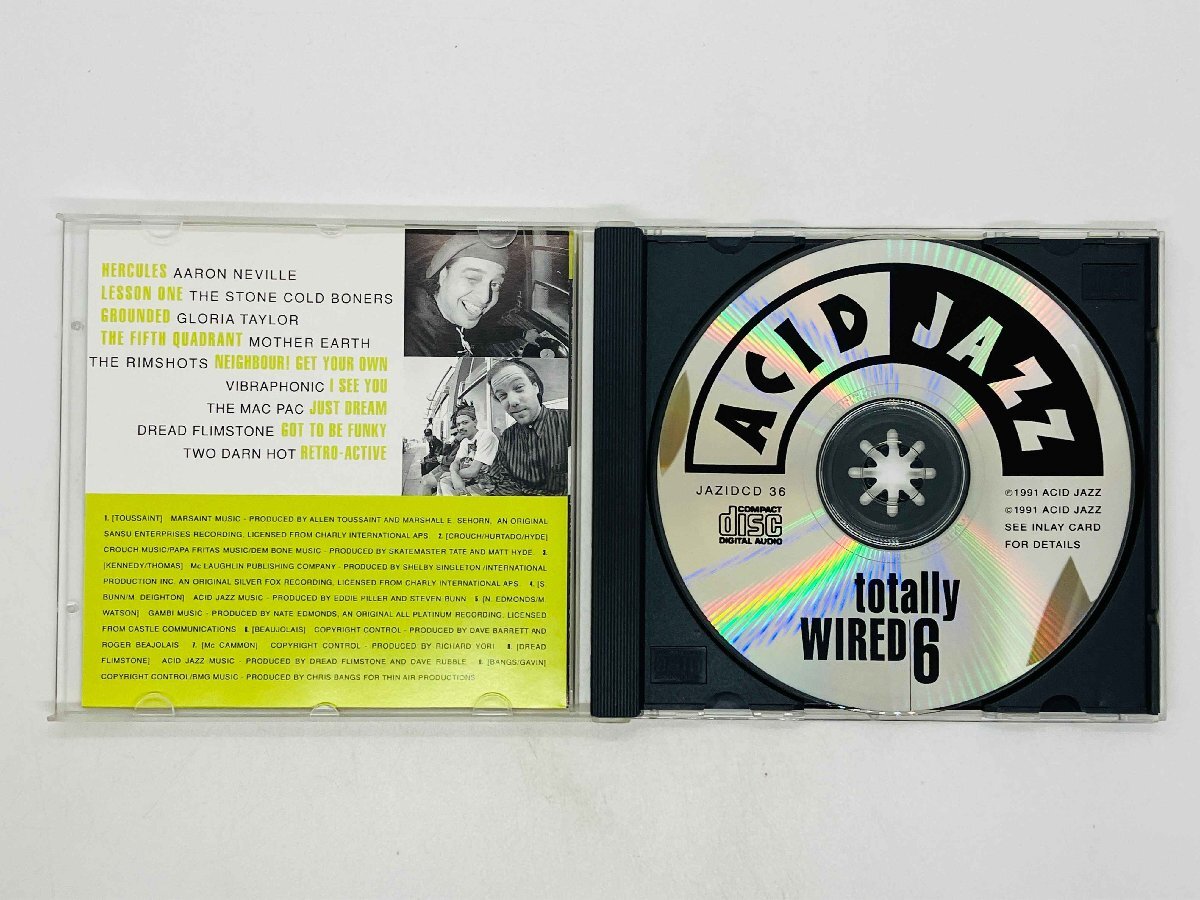 HERCULES AARON NEVILLE
LESSON ONE THE STONE COLD BONERS
GROUNDED GLORIA TAYLOR
THE FIFTH QUADRANT MOTHER EARTH
THE RIMSHOTS NEIGHBOUR! GET YOUR OWN
VIBRAPHONIC I SEE YOU
THE MAC PAC JUST DREAM
DREAD FLIMSTONE GOT TO BE FUNKY
TWO DARN HOT RETRO-ACTIVE
1. [TOUSSAINT] MARSAINT MUSIC - PRODUCED BY ALLEN TOUSSAINT AND MARSHALL E. SEHORN, AN ORIGINAL
SANSU ENTERPRISES RECORDING, LICENSED FROM CHARLY INTERNATIONAL APS. 2. [CROUCH/HURTADO/HYDE]
CROUCH MUSIC/PAPA FRITAS MUSIC/DEM BONE MUSIC - PRODUCED BY SKATEMASTER TATE AND MATT HYDE. 3.
[KENNEDY/THOMAS] Mc LAUGHLIN PUBLISHING COMPANY - PRODUCED BY SHELBY SINGLETON /INTERNATIONAL
PRODUCTION INC. AN ORIGINAL SILVER FOX RECORDING, LICENSED FROM CHARLY INTERNATIONAL APS. 4. [S.
BUNN/M. DEIGHTON] ACID JAZZ MUSIC - PRODUCED BY EDDIE PILLER AND STEVEN BUNN 5. [N. EDMONDS/M.
WATSON] GAMBI MUSIC - PRODUCED BY NATE EDMONDS, AN ORIGINAL ALL PLATINUM RECORDING, LICENSED
FROM CASTLE COMMUNICATIONS 6. [BEAUJOLAIS] COPYRIGHT CONTROL - PRODUCED BY DAVE BARRETT AND
ROGER BEAJOLAIS 7. [Mc CAMMON] COPYRIGHT CONTROL - PRODUCED BY RICHARD YORI 8. [DREAD
FLIMSTONE] ACID JAZZ MUSIC - PRODUCED BY DREAD FLIMSTONE AND DAVE RUBBLE 9. [BANGS/GAVIN]
COPYRIGHT CONTROL/BMG MUSIC - PRODUCED BY CHRIS BANGS FOR THIN AIR PRODUCTIONS
ACID JAZZ
JAZIDCD 36
COMPACT
disc
DIGITAL AUDIO
℗1991 ACID JAZZ
©1991 ACID JAZZ
SEE INLAY CARD
FOR DETAILS
totally
WIRED 6